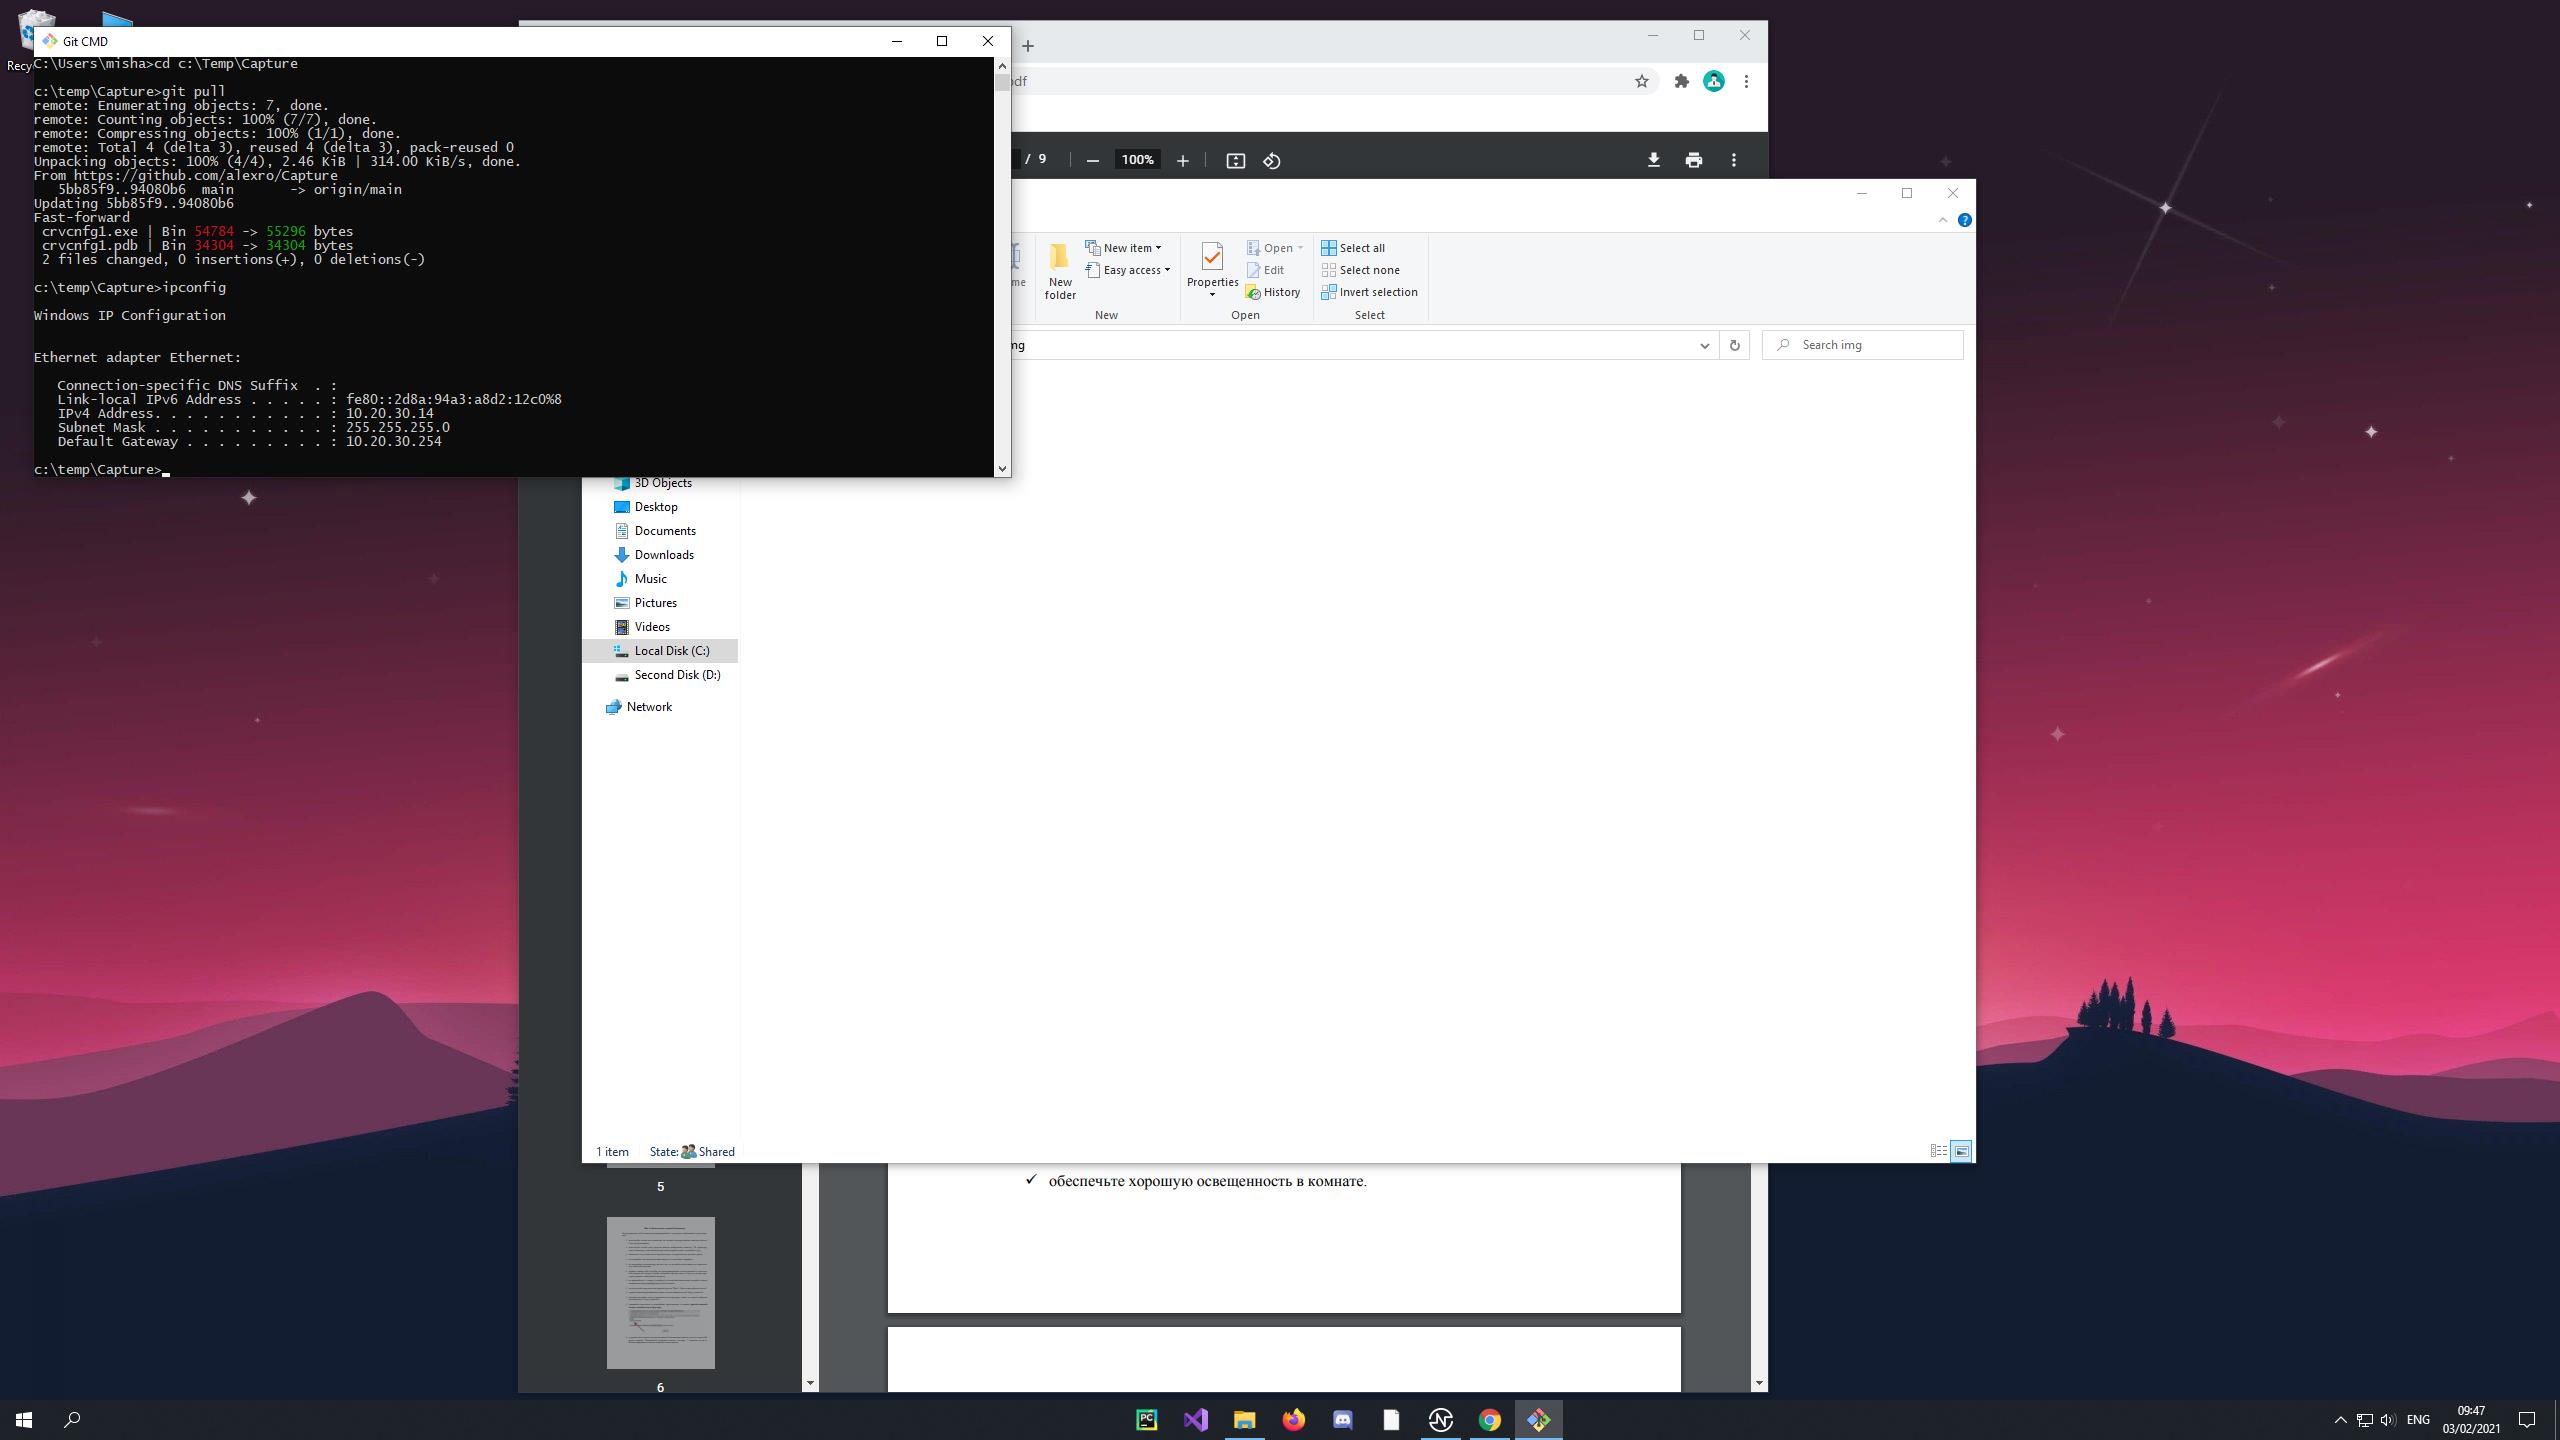 Git CMD
C:\Users\misha>cd c:\Temp\Capture
c:\temp\Capture>git pull
remote: Enumerating objects: 7, done.
remote: Counting objects: 100% (7/7), done.
remote: Compressing objects: 100% (1/1), done.
remote: Total 4 (delta 3), reused 4 (delta 3), pack-reused 0
Unpacking objects: 100% (4/4), 2.46 KiB | 314.00 KiB/s, done.
From https://github.com/alexro/Capture
5bb85f9..94080b6  main       -> origin/main
Updating 5bb85f9..94080b6
Fast-forward
crvcnfg1.exe | Bin 54784 -> 55296 bytes
crvcnfg1.pdb | Bin 34304 -> 34304 bytes
2 files changed, 0 insertions(+), 0 deletions(-)
c:\temp\Capture>ipconfig
Windows IP Configuration
Ethernet adapter Ethernet:
Connection-specific DNS Suffix  . :
Link-local IPv6 Address . . . . . : fe80::2d8a:94a3:a8d2:12c0%8
IPv4 Address. . . . . . . . . . . : 10.20.30.14
Subnet Mask . . . . . . . . . . . : 255.255.255.0
Default Gateway . . . . . . . . . : 10.20.30.254
c:\temp\Capture>
/ 9
100%
New folder
New item
Easy access
New
Properties
Open
Edit
History
Open
Select all
Select none
Invert selection
Select
Search img
3D Objects
Desktop
Documents
Downloads
Music
Pictures
Videos
Local Disk (C:)
Second Disk (D:)
Network
1 item State: Shared
✓ обеспечьте хорошую освещенность в комнате.
5
6
ENG
09:47
03/02/2021